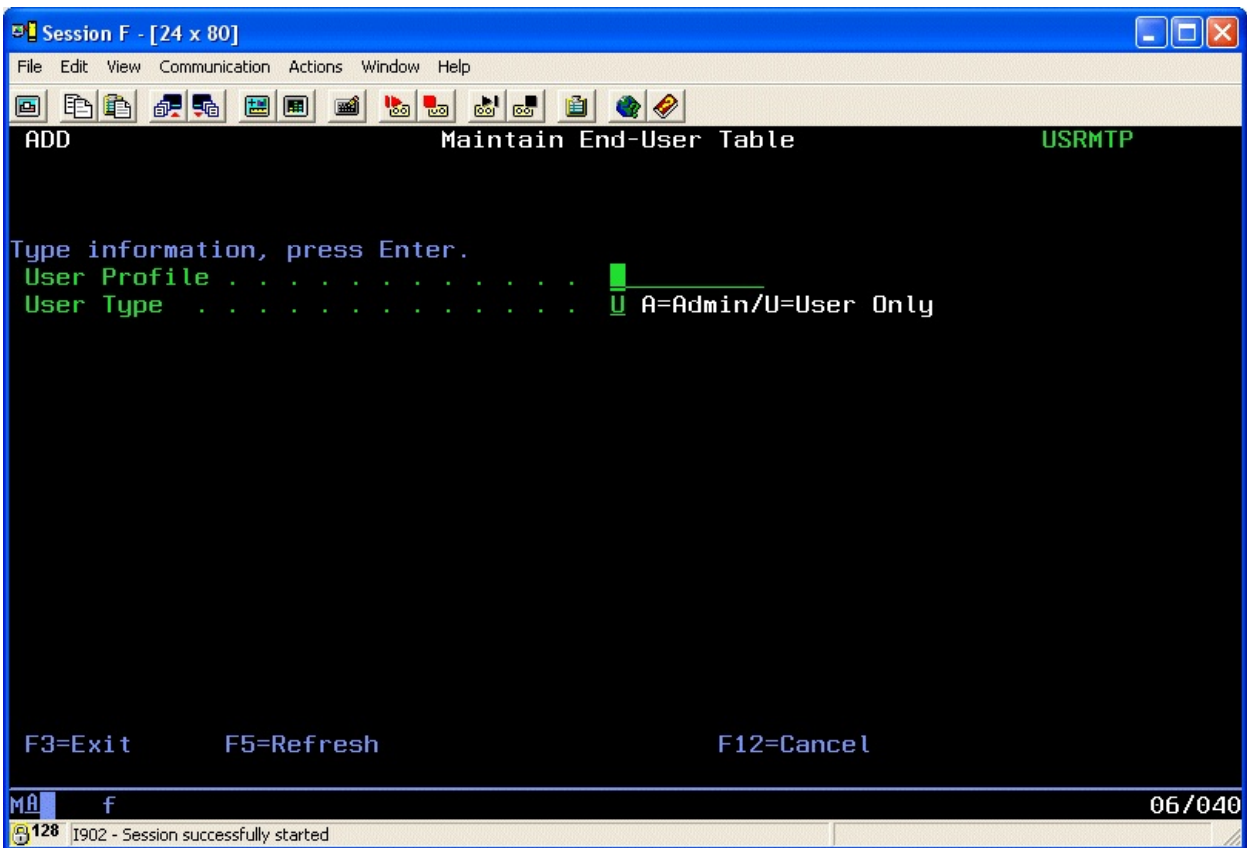 Session F - [24 x 80]
File Edit View Communication Actions Window Help
ADD Maintain End-User Table USRMTP
Type information, press Enter.
User Profile . . . . . . . . . . . .
User Type . . . . . . . . . . . . . U A=Admin/U=User Only
F3=Exit F5=Refresh F12=Cancel
MA f 06/040
128 I902 - Session successfully started